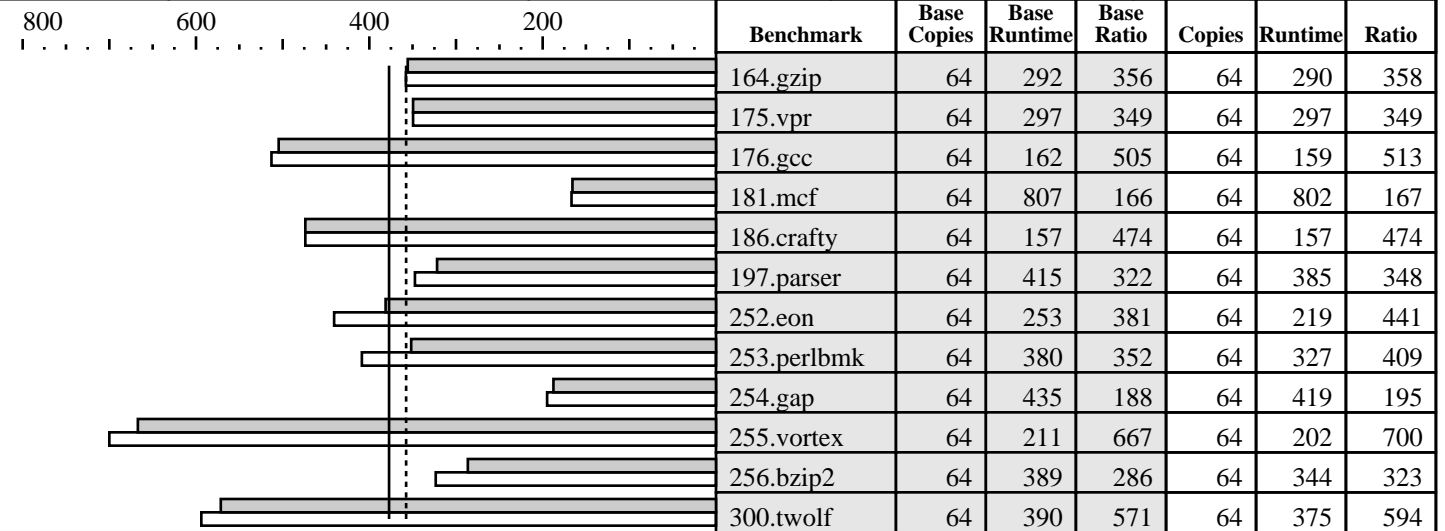 800 600 400 200
Benchmark Base Copies Base Runtime Base Ratio Copies Runtime Ratio
164.gzip 64 292 356 64 290 358
175.vpr 64 297 349 64 297 349
176.gcc 64 162 505 64 159 513
181.mcf 64 807 166 64 802 167
186.crafty 64 157 474 64 157 474
197.parser 64 415 322 64 385 348
252.eon 64 253 381 64 219 441
253.perlbmk 64 380 352 64 327 409
254.gap 64 435 188 64 419 195
255.vortex 64 211 667 64 202 700
256.bzip2 64 389 286 64 344 323
300.twolf 64 390 571 64 375 594